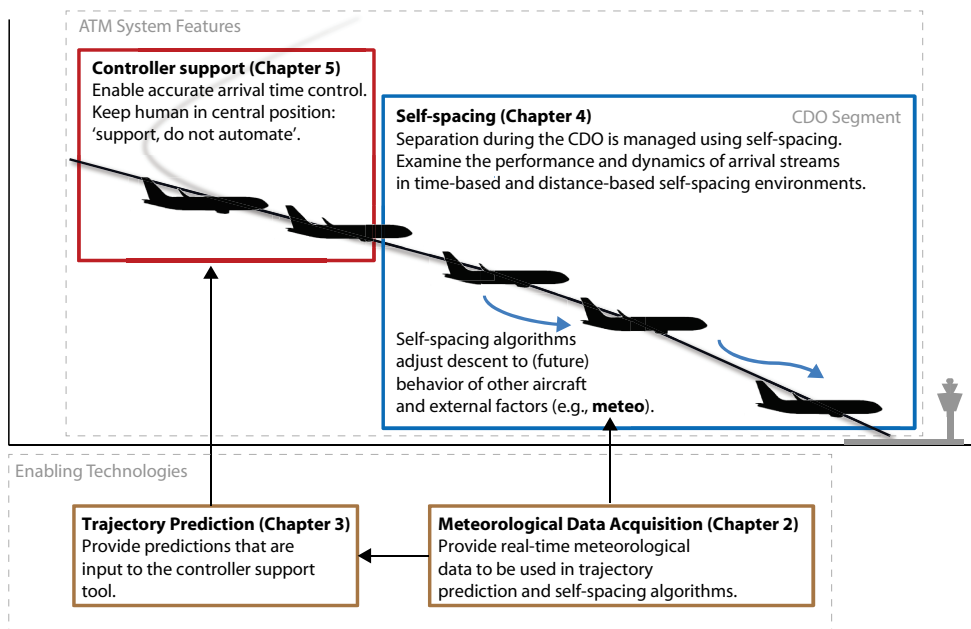 ATM System Features
Controller support (Chapter 5)
Enable accurate arrival time control.
Keep human in central position:
‘support, do not automate’.
Self-spacing (Chapter 4)
CDO Segment
Separation during the CDO is managed using self-spacing.
Examine the performance and dynamics of arrival streams
in time-based and distance-based self-spacing environments.
Self-spacing algorithms
adjust descent to (future)
behavior of other aircraft
and external factors (e.g., meteo).
Enabling Technologies
Trajectory Prediction (Chapter 3)
Provide predictions that are
input to the controller support
tool.
Meteorological Data Acquisition (Chapter 2)
Provide real-time meteorological
data to be used in trajectory
prediction and self-spacing algorithms.